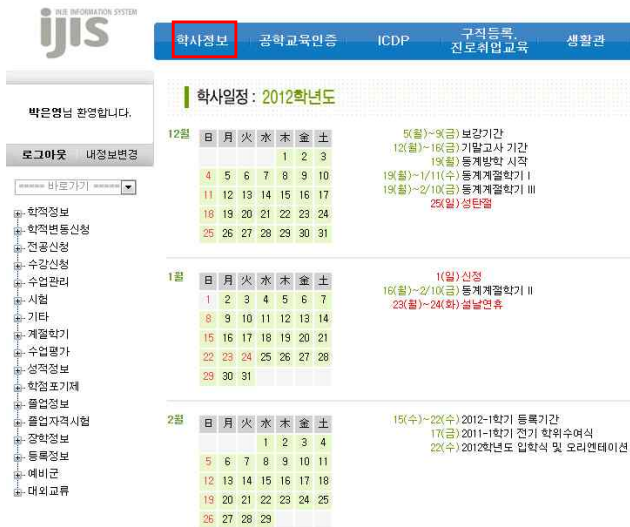 INJE INFORMATION SYSTEM
iJIS
학사정보 공학교육인증 ICDP 구직등록, 진로취업교육 생활관
박은영님 환영합니다.
로그아웃 내정보변경
===== 바로가기 =====
학적정보
학적변동신청
전공신청
수강신청
수업관리
시험
기타
계절학기
수업평가
성적정보
학점포기제
졸업정보
졸업자격시험
장학정보
등록정보
예비군
대외교류
학사일정 : 2012학년도
12월
日 月 火 水 木 金 土
1 2 3
4 5 6 7 8 9 10
11 12 13 14 15 16 17
18 19 20 21 22 23 24
25 26 27 28 29 30 31
5(월)~9(금) 보강기간
12(월)~16(금) 기말고사 기간
19(월) 동계방학 시작
19(월)~1/11(수) 동계계절학기 I
19(월)~2/10(금) 동계계절학기 III
25(일) 성탄절
1월
日 月 火 水 木 金 土
1 2 3 4 5 6 7
8 9 10 11 12 13 14
15 16 17 18 19 20 21
22 23 24 25 26 27 28
29 30 31
1(일) 신정
16(월)~2/10(금) 동계계절학기 II
23(월)~24(화) 설날연휴
2월
日 月 火 水 木 金 土
1 2 3 4
5 6 7 8 9 10 11
12 13 14 15 16 17 18
19 20 21 22 23 24 25
26 27 28 29
15(수)~22(수) 2012-1학기 등록기간
17(금) 2011-1학기 전기 학위수여식
22(수) 2012학년도 입학식 및 오리엔테이션